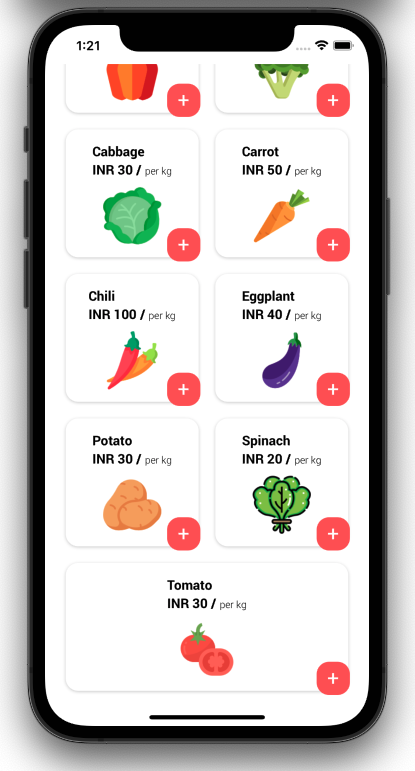 1:21
+ +
Cabbage Carrot
INR 30 / per kg INR 50 / per kg
+ +
Chili Eggplant
INR 100 / per kg INR 40 / per kg
+ +
Potato Spinach
INR 30 / per kg INR 20 / per kg
+ +
Tomato
INR 30 / per kg
+